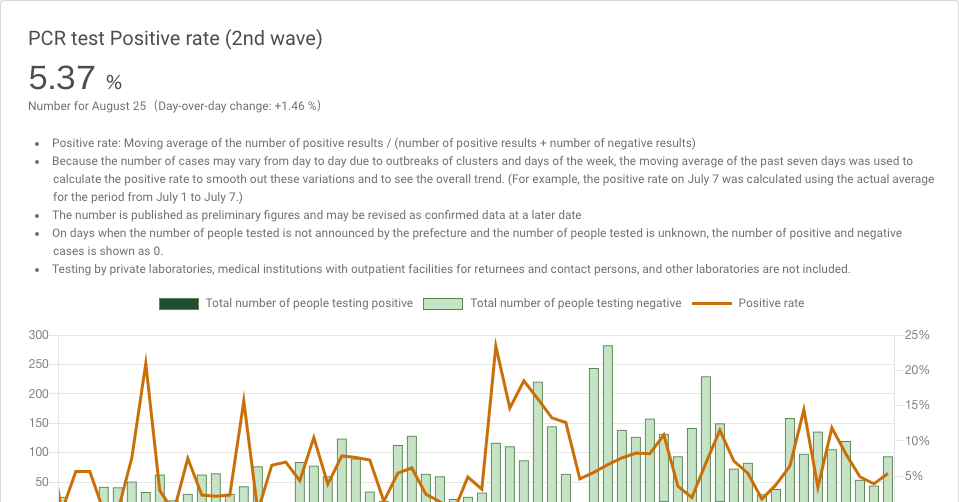 PCR test Positive rate (2nd wave)
5.37 %
Number for August 25 (Day-over-day change: +1.46 %)
• Positive rate: Moving average of the number of positive results / (number of positive results + number of negative results)
• Because the number of cases may vary from day to day due to outbreaks of clusters and days of the week, the moving average of the past seven days was used to
calculate the positive rate to smooth out these variations and to see the overall trend. (For example, the positive rate on July 7 was calculated using the actual average
for the period from July 1 to July 7.)
• The number is published as preliminary figures and may be revised as confirmed data at a later date
• On days when the number of people tested is not announced by the prefecture and the number of people tested is unknown, the number of positive and negative
cases is shown as 0.
• Testing by private laboratories, medical institutions with outpatient facilities for returnees and contact persons, and other laboratories are not included.
Total number of people testing positive Total number of people testing negative Positive rate
300 25%
250 20%
200 15%
150 10%
100 5%
50